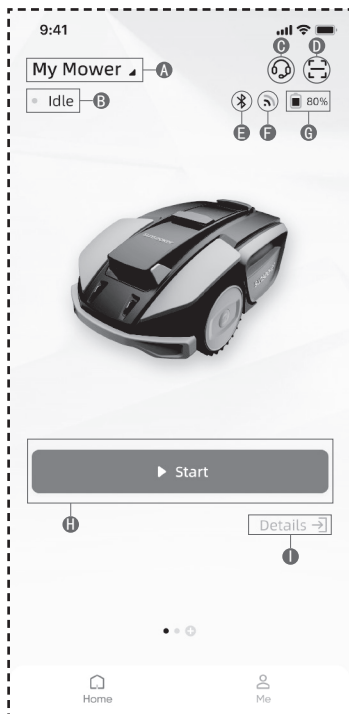 9:41
C D
My Mower A
Idle B
80%
E F G
Start
H
Details
I
Home Me